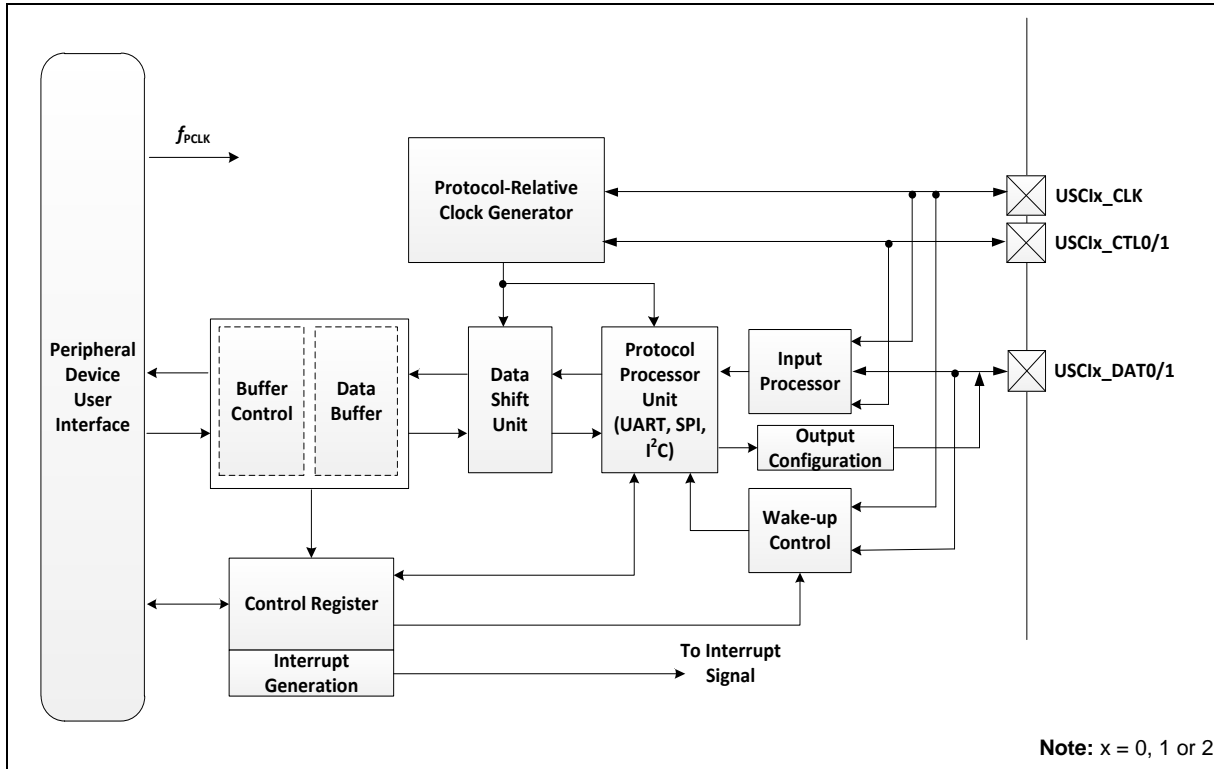 fPCLK
Protocol-Relative
Clock Generator
USCIx_CLK
USCIx_CTL0/1
Peripheral
Device
User
Interface
Buffer
Control
Data
Buffer
Data
Shift
Unit
Protocol
Processor
Unit
(UART, SPI,
I²C)
Input
Processor
USCIx_DAT0/1
Output
Configuration
Wake-up
Control
Control Register
Interrupt
Generation
To Interrupt
Signal
Note: x = 0, 1 or 2